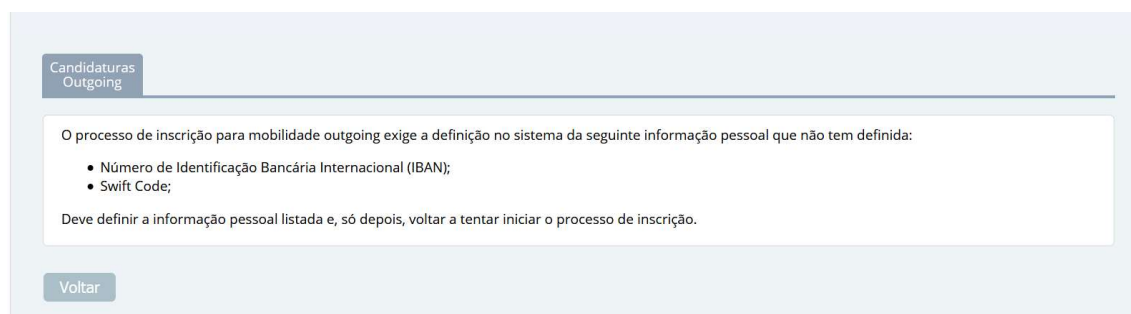 Candidaturas
Outgoing
O processo de inscrição para mobilidade outgoing exige a definição no sistema da seguinte informação pessoal que não tem definida:
• Número de Identificação Bancária Internacional (IBAN);
• Swift Code;
Deve definir a informação pessoal listada e, só depois, voltar a tentar iniciar o processo de inscrição.
Voltar